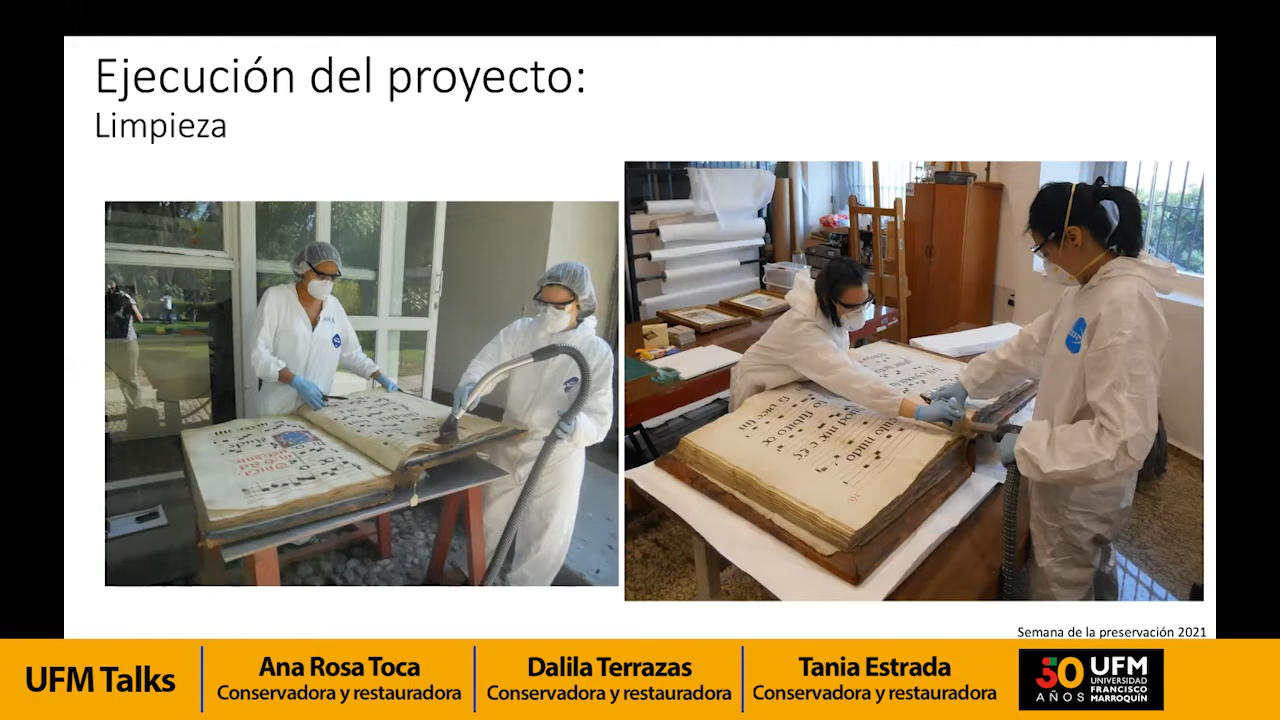 Ejecución del proyecto:
Limpieza
Semana de la preservación 2021
UFM Talks
Ana Rosa Toca
Conservadora y restauradora
Dalila Terrazas
Conservadora y restauradora
Tania Estrada
Conservadora y restauradora
50
AÑOS
UFM
UNIVERSIDAD
FRANCISCO
MARROQUÍN